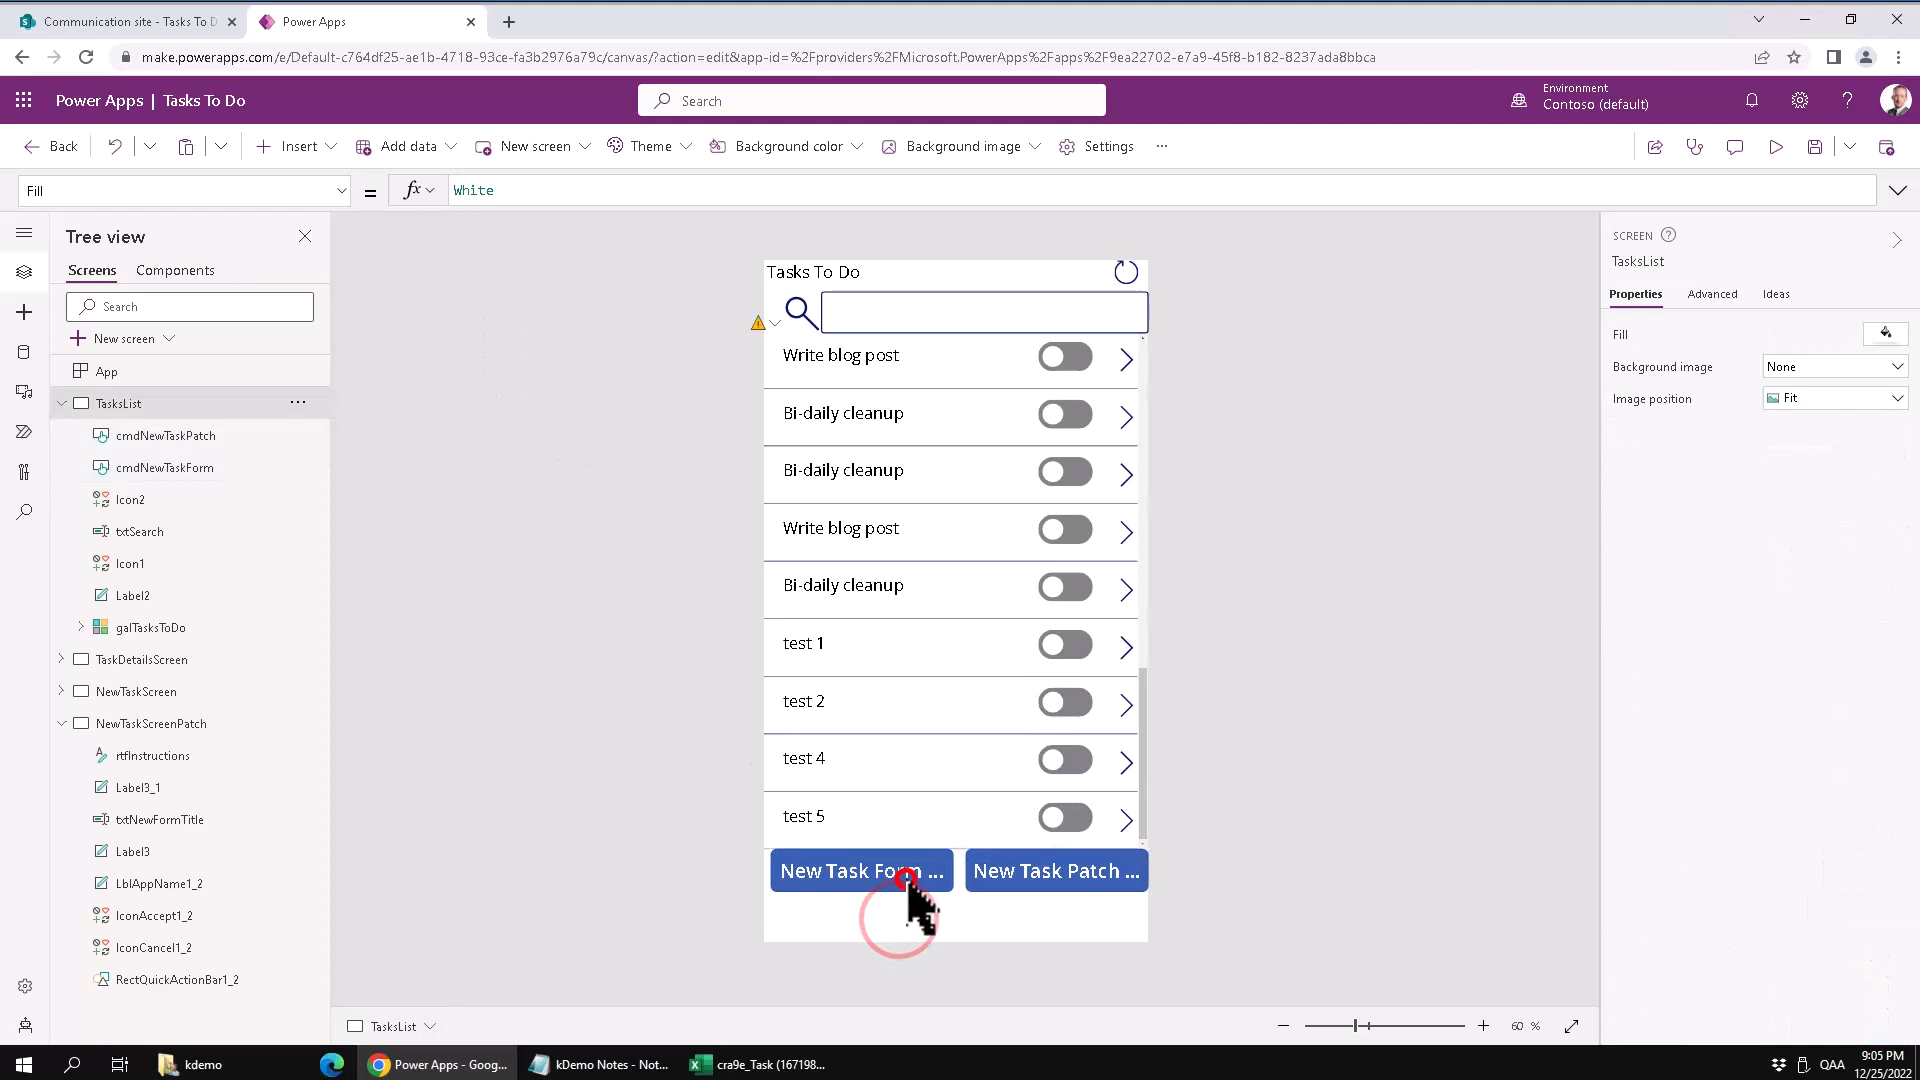 Communication site - Tasks To D
Power Apps
make.powerapps.com/e/Default-c764df25-ae1b-4718-93ce-fa3b2976a79c/canvas/?action=edit&app-id=%2Fproviders%2FMicrosoft.PowerApps%2Fapps%2F9ea22702-e7a9-45f8-b182-8237ada8bbca
Power Apps | Tasks To Do
Search
Environment
Contoso (default)
Back
Insert
Add data
New screen
Theme
Background color
Background image
Settings
Fill
=
fx
White
Tree view
Screens
Components
Search
New screen
App
TasksList
cmdNewTaskPatch
cmdNewTaskForm
Icon2
txtSearch
Icon1
Label2
galTasksToDo
TaskDetailsScreen
NewTaskScreen
NewTaskScreenPatch
rtfInstructions
Label3_1
txtNewFormTitle
Label3
LblAppName1_2
IconAccept1_2
IconCancel1_2
RectQuickActionBar1_2
Tasks To Do
Write blog post
Bi-daily cleanup
Bi-daily cleanup
Write blog post
Bi-daily cleanup
test 1
test 2
test 4
test 5
New Task Form ...
New Task Patch ...
SCREEN
TasksList
Properties
Advanced
Ideas
Fill
Background image
None
Image position
Fit
TasksList
60 %
kdemo
Power Apps - Goog...
kDemo Notes - Not...
cra9e_Task (167198...
QAA
9:05 PM
12/25/2022